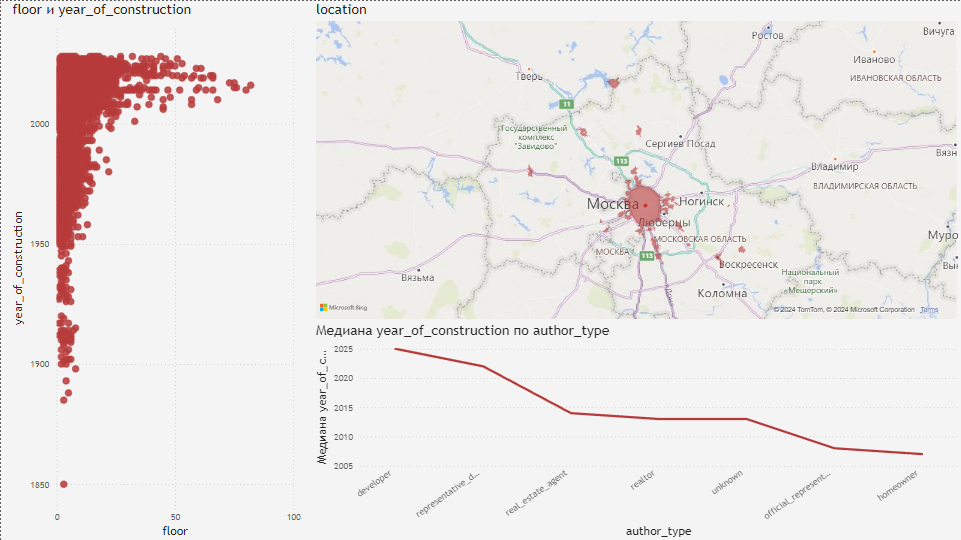 floor и year_of_construction
year_of_construction
2000
1950
1900
1850
0
50
100
floor
location
Ростов
Вичуга
Иваново
ИВАНОВСКАЯ ОБЛАСТЬ
Тверь
11
Государственный
комплекс
"Завидово"
Сергиев Посад
113
Владимир
Вязн
ВЛАДИМИРСКАЯ ОБЛАСТЬ
Москва
Ногинск
Люберцы
МОСКОВСКАЯ ОБЛАСТЬ
МОСКВА
113
Муро
Воскресенск
Вык
Вязьма
Национальный
парк
«Мещерский»
Коломна
Microsoft Bing
© 2024 TomTom, © 2024 Microsoft Corporation Terms
Медиана year_of_construction по author_type
Медиана year_of_c...
2025
2020
2015
2010
2005
developer
representative_d...
real_estate_agent
realtor
unknown
official_represent...
homeowner
author_type